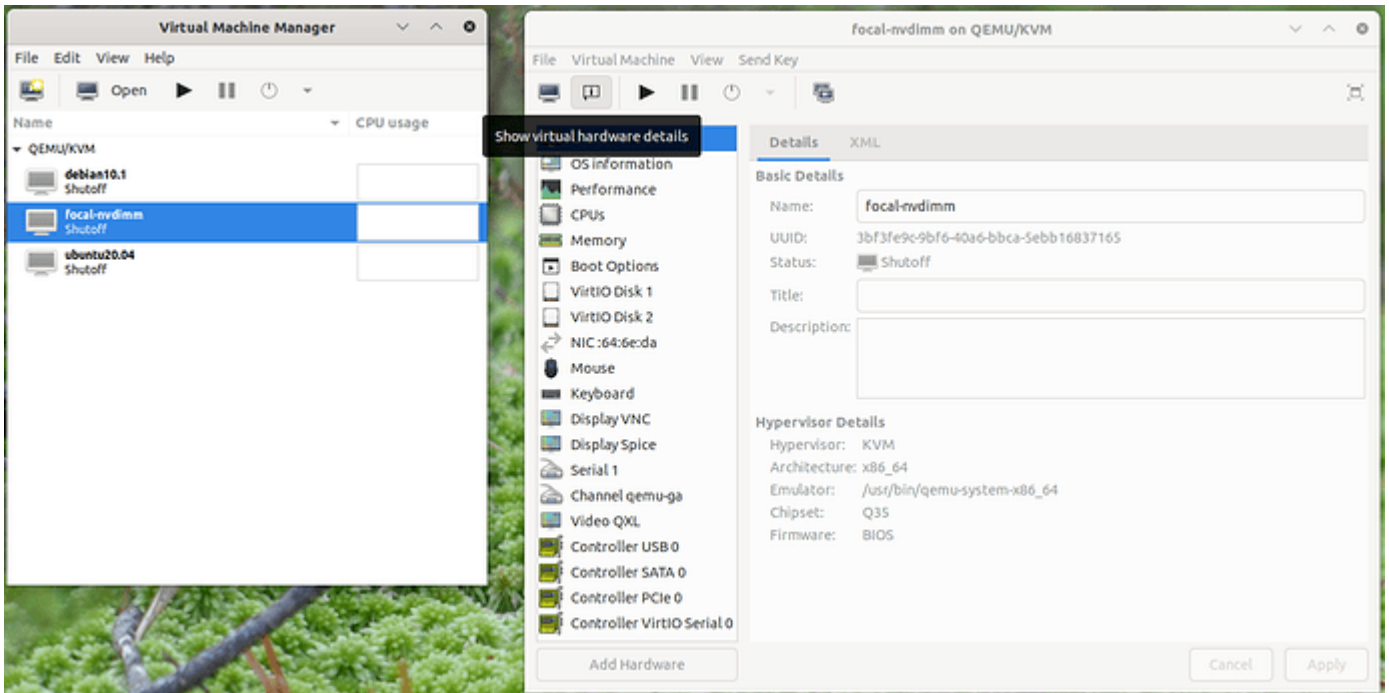 Virtual Machine Manager
File Edit View Help
Open
Name CPU usage
QEMU/KVM
debian10.1
Shutoff
focal-nvdimm
Shutoff
ubuntu20.04
Shutoff
focal-nvdimm on QEMU/KVM
File Virtual Machine View Send Key
Show virtual hardware details
OS information
Performance
CPUs
Memory
Boot Options
VirtIO Disk 1
VirtIO Disk 2
NIC :64:6e:da
Mouse
Keyboard
Display VNC
Display Spice
Serial 1
Channel qemu-ga
Video QXL
Controller USB 0
Controller SATA 0
Controller PCIe 0
Controller VirtIO Serial 0
Add Hardware
Details XML
Basic Details
Name: focal-nvdimm
UUID: 3bf3fe9c-9bf6-40a6-bbca-5ebb16837165
Status: Shutoff
Title:
Description:
Hypervisor Details
Hypervisor: KVM
Architecture: x86_64
Emulator: /usr/bin/qemu-system-x86_64
Chipset: Q35
Firmware: BIOS
Cancel Apply